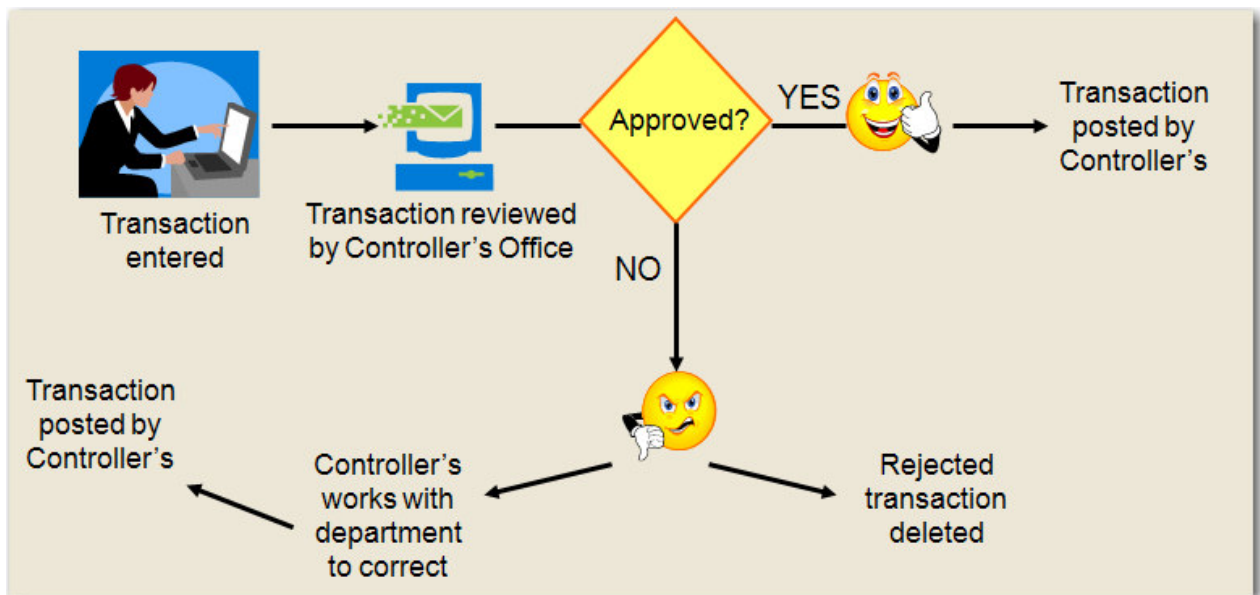 Transaction
entered
Transaction reviewed
by Controller's Office
Approved?
YES
Transaction
posted by
Controller's
NO
Transaction
posted by
Controller's
Controller's
works with
department
to correct
Rejected
transaction
deleted